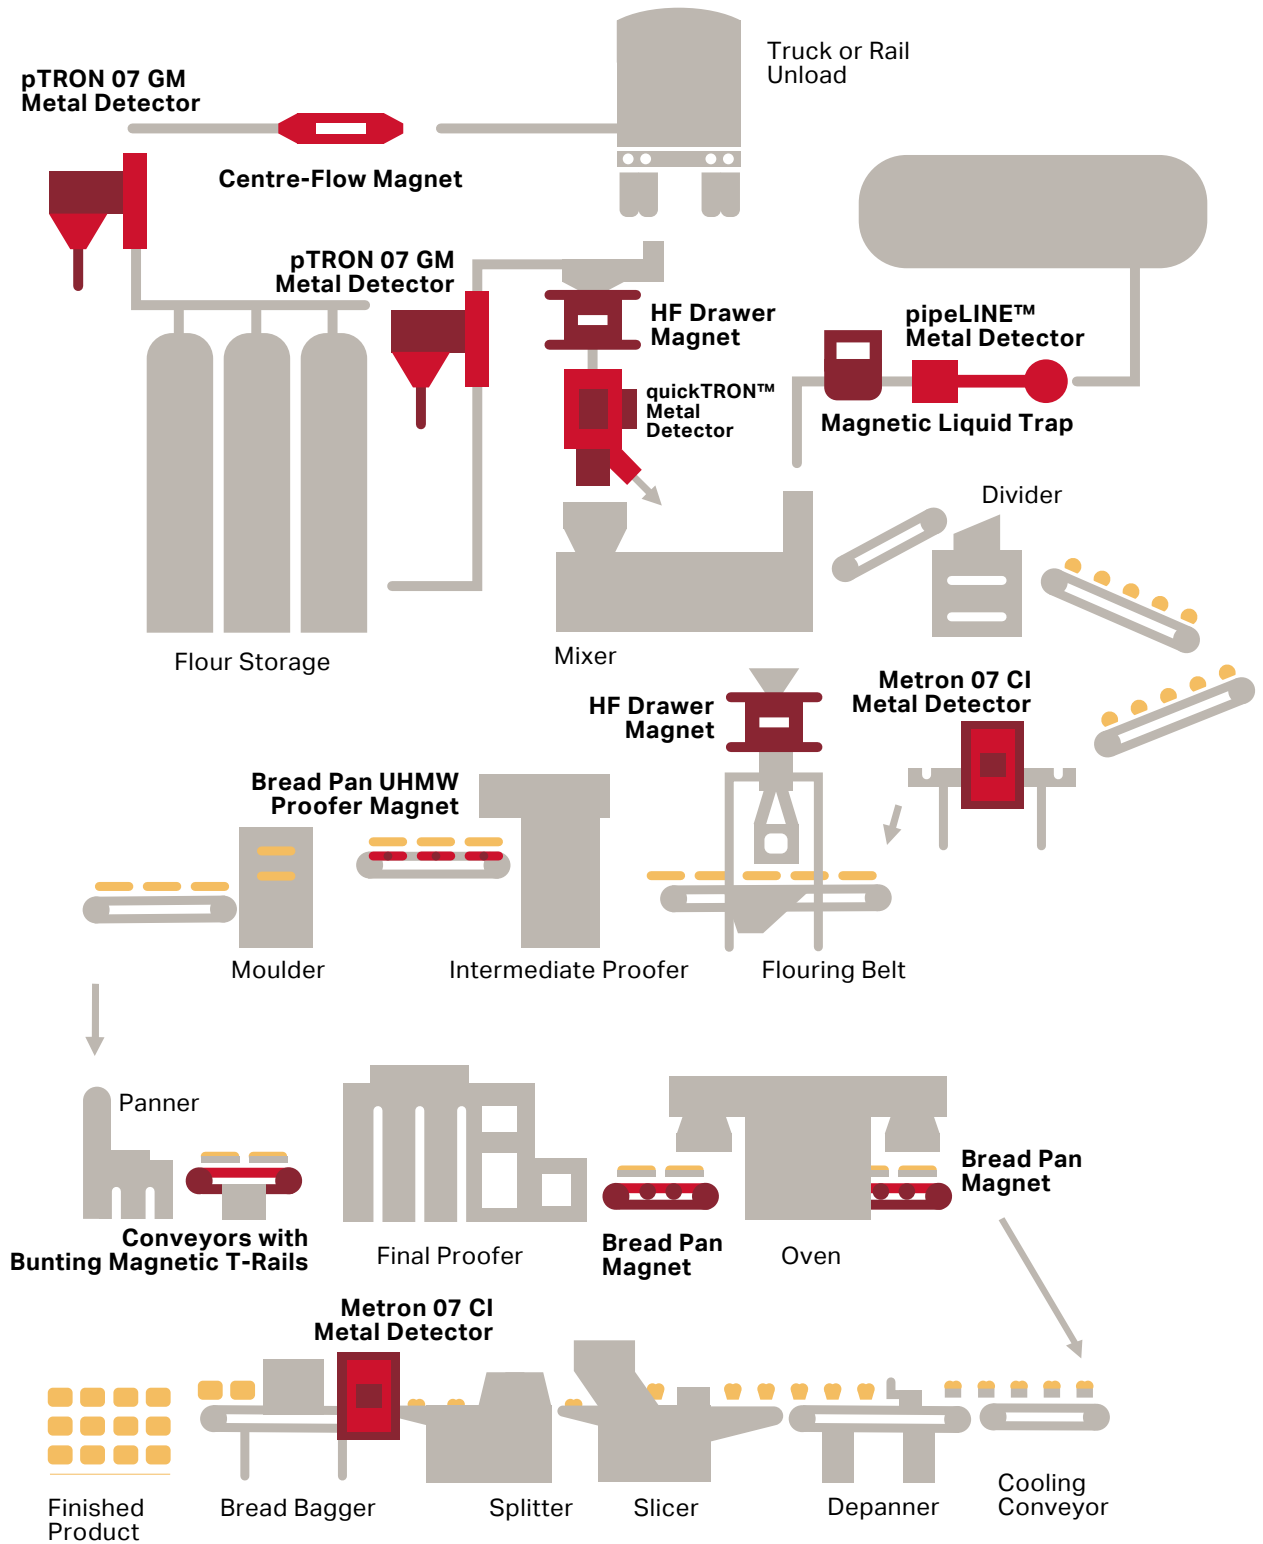 Truck or Rail
Unload
pTRON 07 GM
Metal Detector
Centre-Flow Magnet
pTRON 07 GM
Metal Detector
HF Drawer
Magnet
pipeLINE™
Metal Detector
quickTRON™
Metal
Detector
Magnetic Liquid Trap
Divider
Flour Storage
Mixer
Metron 07 CI
Metal Detector
HF Drawer
Magnet
Bread Pan UHMW
Proofer Magnet
Moulder
Intermediate Proofer
Flouring Belt
Panner
Conveyors with
Bunting Magnetic T-Rails
Final Proofer
Bread Pan
Magnet
Oven
Bread Pan
Magnet
Metron 07 CI
Metal Detector
Finished
Product
Bread Bagger
Splitter
Slicer
Depanner
Cooling
Conveyor